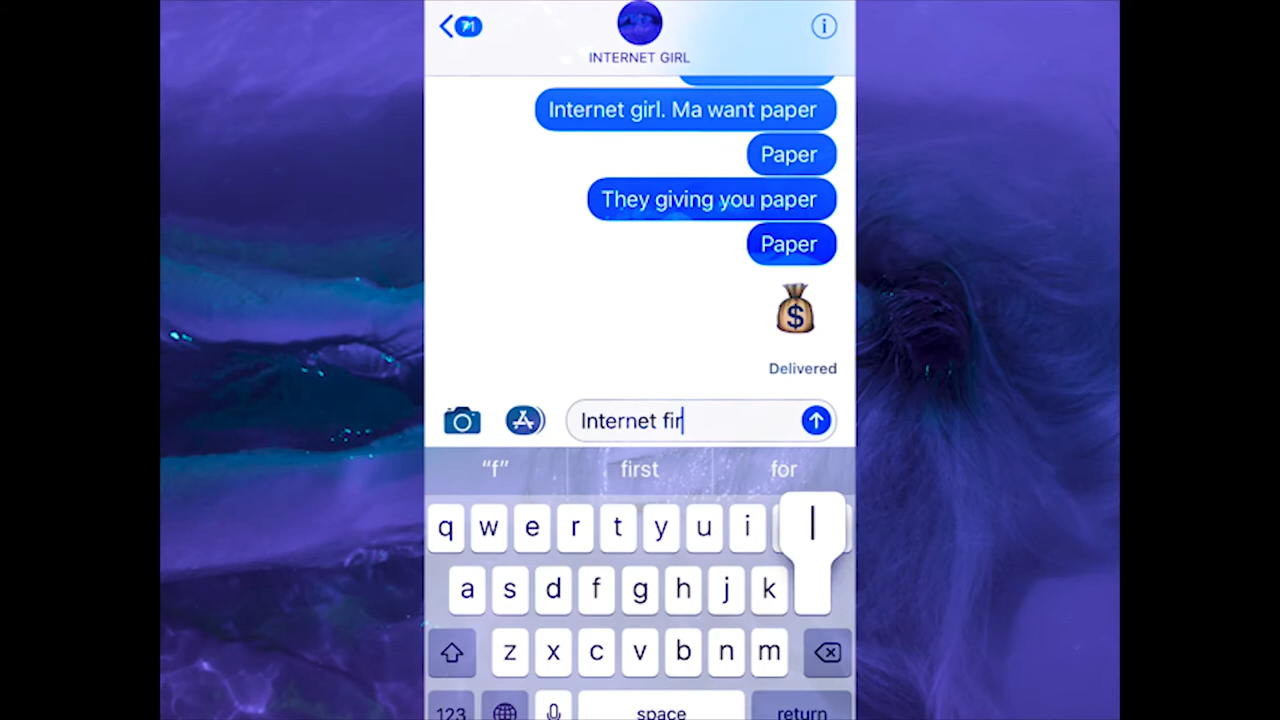 71
INTERNET GIRL
Internet girl. Ma want paper
Paper
They giving you paper
Paper
$
Delivered
Internet fir
“f” first for
q w e r t y u i l
a s d f g h j k
z x c v b n m
123 space return